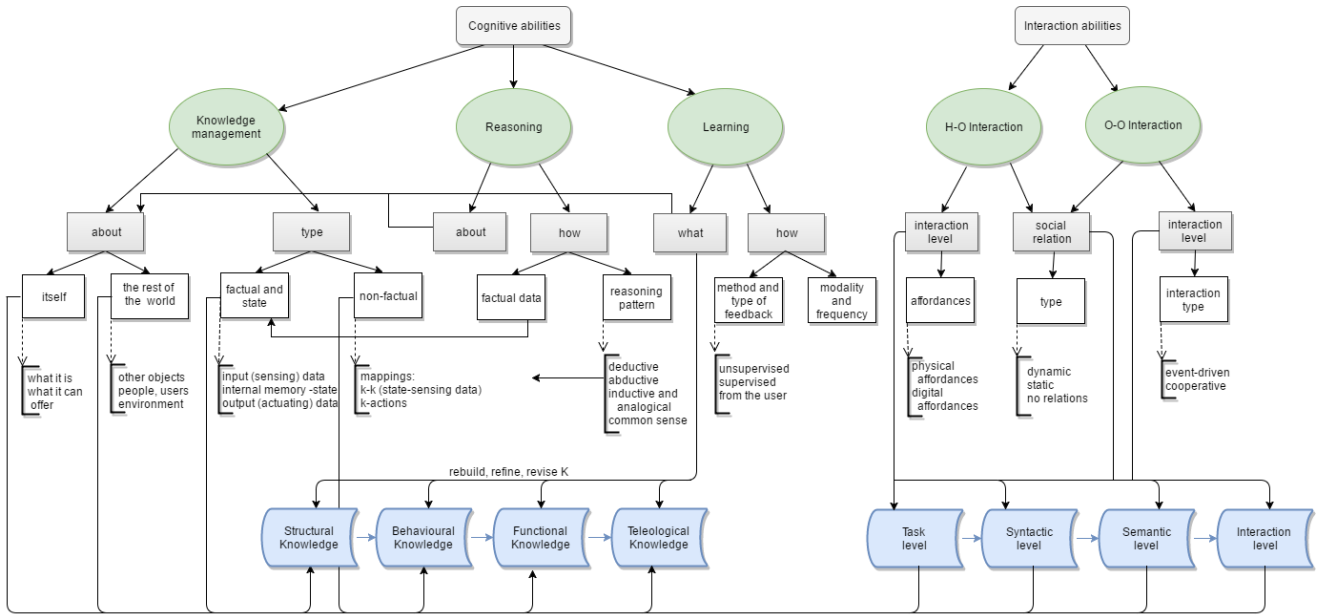 Cognitive abilities
Interaction abilities
Knowledge
management
Reasoning
Learning
H-O Interaction
O-O Interaction
about
type
about
how
what
how
interaction
level
social
relation
interaction
level
itself
the rest of
the world
factual and
state
non-factual
factual data
reasoning
pattern
method and
type of
feedback
modality
and
frequency
affordances
type
interaction
type
what it is
what it can
offer
other objects
people, users
environment
input (sensing) data
internal memory -state
output (actuating) data
mappings:
k-k (state-sensing data)
k-actions
deductive
abductive
inductive and
analogical
common sense
unsupervised
supervised
from the user
physical
affordances
digital
affordances
dynamic
static
no relations
event-driven
cooperative
rebuild, refine, revise K
Structural
Knowledge
Behavioural
Knowledge
Functional
Knowledge
Teleological
Knowledge
Task
level
Syntactic
level
Semantic
level
Interaction
level